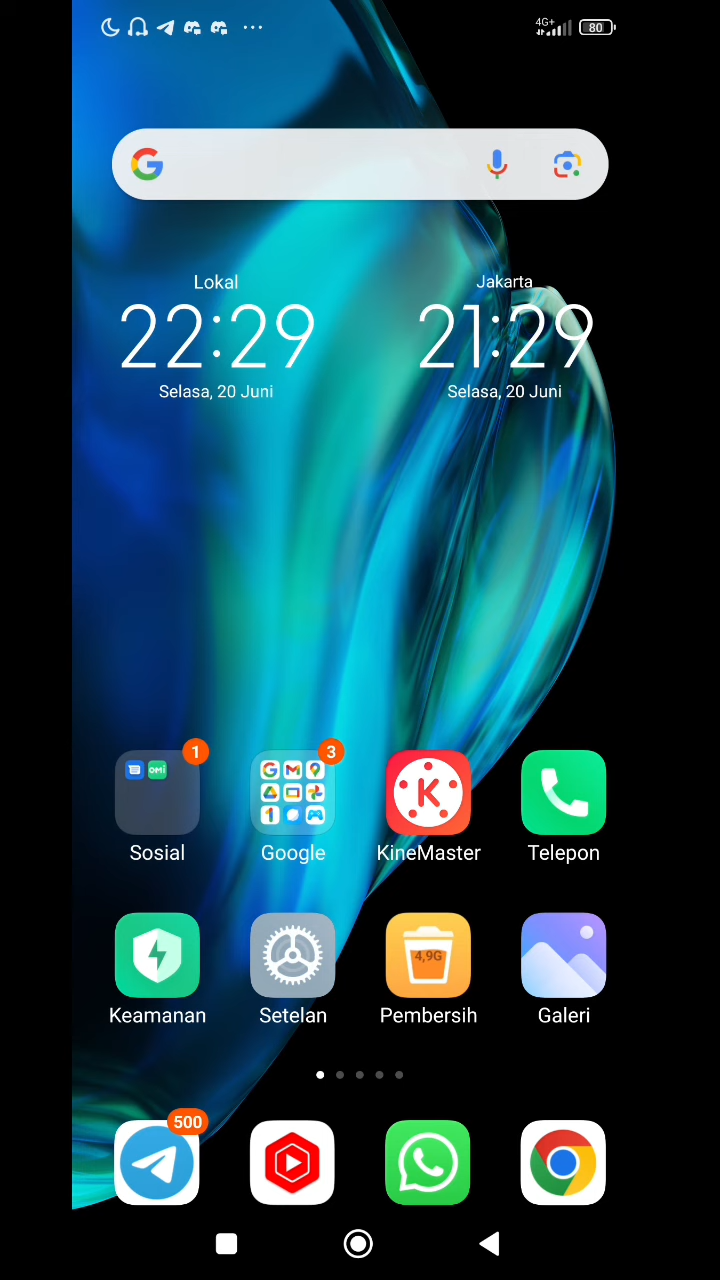 4G+
80
Lokal
Jakarta
22:29
21:29
Selasa, 20 Juni
Selasa, 20 Juni
1
3
OMI
Sosial
Google
KineMaster
Telepon
4,9G
Keamanan
Setelan
Pembersih
Galeri
500